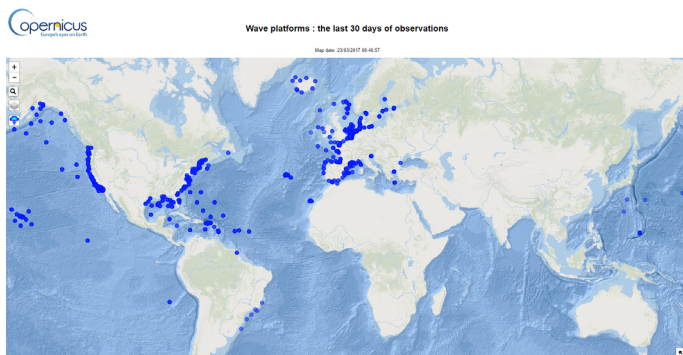 opernicus
Europe's eyes on Earth
Wave platforms : the last 30 days of observations
Map date :23/03/2017 08:40:57
+
−